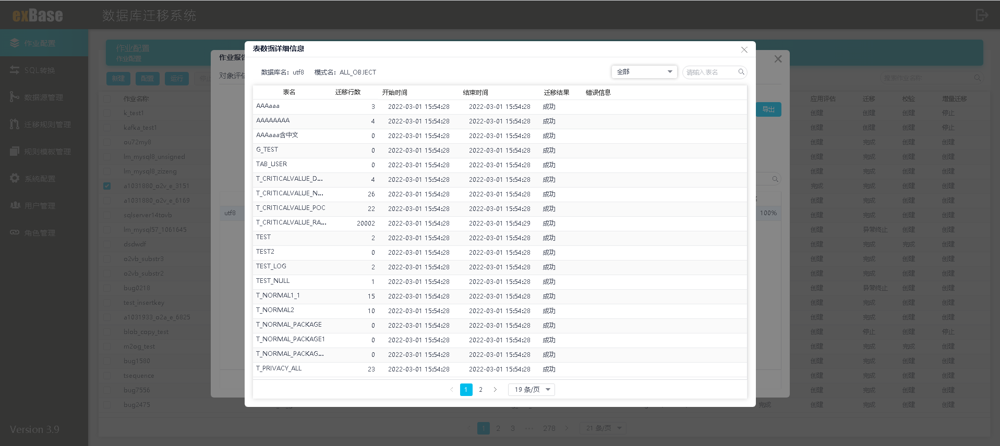 exBase 数据库迁移系统
作业配置
SQL转换
数据源管理
迁移规则管理
规则模板管理
系统配置
用户管理
角色管理
Version 3.9
作业配置
作业配置
新建 配置 运行
搜索作业名称
作业名称 应用评估 迁移 校验 增量迁移
k_test1 创建 创建 创建 停止
kafka_test1 创建 创建 创建 停止
ou72my8 创建 完成 创建 创建
lm_mysql8_unsigned 创建 完成 创建 创建
lm_mysql8_zizeng 创建 完成 创建 创建
a1031880_o2v_e_3151 完成 完成 创建 创建
a1031880_o2v_e_6169 创建 完成 创建 创建
sqlserver14tovb 创建 完成 创建 创建
lm_mysql57_1061645 创建 异常终止 创建 创建
dsdwdf 创建 完成 完成 创建
o2vb_substr3 创建 完成 创建 创建
o2vb_substr2 创建 完成 创建 创建
bug0218 创建 异常终止 创建 创建
test_insertkey 创建 完成 创建 创建
a1031933_o2a_e_6825 创建 完成 创建 创建
blob_copy_test 创建 停止 创建 停止
m2og_test 创建 完成 完成 创建
bug1580 创建 完成 创建 创建
tsequence 创建 完成 创建 创建
bug7556 创建 完成 创建 创建
bug2475 完成 创建 完成 创建 创建
1 2 3 ··· 278 21 条/页
作业报告
对象评估
导出
utf8 100%
表数据详细信息
数据库名: utf8 模式名: ALL_OBJECT 全部 请输入表名
表名 迁移行数 开始时间 结束时间 迁移结果 错误信息
AAAaaa 3 2022-03-01 15:54:28 2022-03-01 15:54:28 成功
AAAAAAAA 4 2022-03-01 15:54:28 2022-03-01 15:54:28 成功
AAAaaa含中文 0 2022-03-01 15:54:28 2022-03-01 15:54:28 成功
G_TEST 0 2022-03-01 15:54:28 2022-03-01 15:54:28 成功
TAB_USER 0 2022-03-01 15:54:28 2022-03-01 15:54:28 成功
T_CRITICALVALUE_D... 4 2022-03-01 15:54:28 2022-03-01 15:54:28 成功
T_CRITICALVALUE_N... 26 2022-03-01 15:54:28 2022-03-01 15:54:28 成功
T_CRITICALVALUE_POC 22 2022-03-01 15:54:28 2022-03-01 15:54:28 成功
T_CRITICALVALUE_RA... 20002 2022-03-01 15:54:28 2022-03-01 15:54:29 成功
TEST 2 2022-03-01 15:54:28 2022-03-01 15:54:28 成功
TEST2 0 2022-03-01 15:54:28 2022-03-01 15:54:28 成功
TEST_LOG 2 2022-03-01 15:54:28 2022-03-01 15:54:28 成功
TEST_NULL 1 2022-03-01 15:54:28 2022-03-01 15:54:28 成功
T_NORMAL1_1 15 2022-03-01 15:54:28 2022-03-01 15:54:28 成功
T_NORMAL2 10 2022-03-01 15:54:28 2022-03-01 15:54:28 成功
T_NORMAL_PACKAGE 0 2022-03-01 15:54:28 2022-03-01 15:54:28 成功
T_NORMAL_PACKAGE1 0 2022-03-01 15:54:28 2022-03-01 15:54:28 成功
T_NORMAL_PACKAG... 0 2022-03-01 15:54:28 2022-03-01 15:54:28 成功
T_PRIVACY_ALL 23 2022-03-01 15:54:28 2022-03-01 15:54:28 成功
1 2 19 条/页